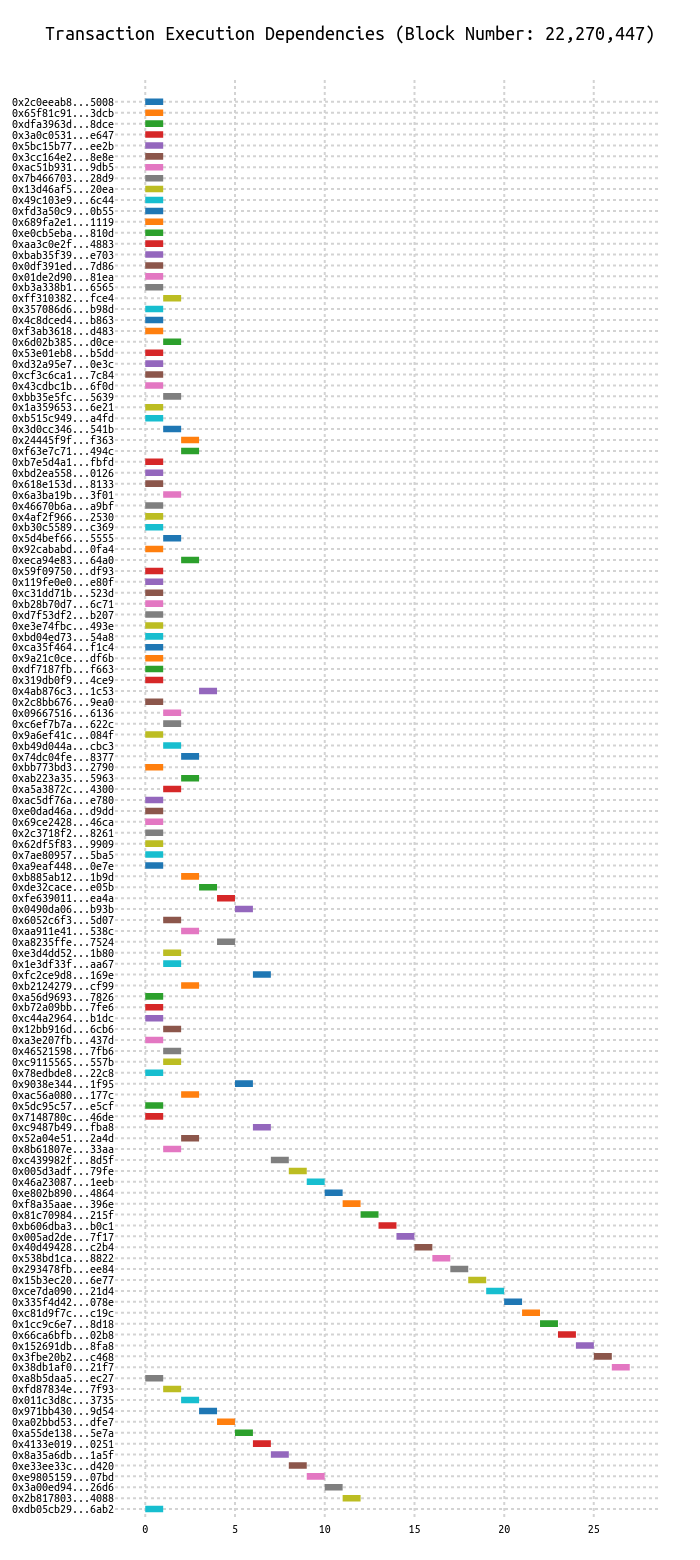 Transaction Execution Dependencies (Block Number: 22,270,447)
0x2c0eeab8...5008
0x65f81c91...3dcb
0xdfa3963d...8dce
0x3a0c0531...e647
0x5bc15b77...ee2b
0x3cc164e2...8e8e
0xac51b931...9db5
0x7b466703...28d9
0x13d46af5...20ea
0x49c103e9...6c44
0xfd3a50c9...0b55
0x689fa2e1...1119
0xe0cb5eba...810d
0xaa3c0e2f...4883
0xbab35f39...e703
0x0df391ed...7d86
0x01de2d90...81ea
0xb3a338b1...6565
0xff310382...fce4
0x357086d6...b98d
0x4c8dced4...b863
0xf3ab3618...d483
0x6d02b385...d0ce
0x53e01eb8...b5dd
0xd32a95e7...0e3c
0xcf3c6ca1...7c84
0x43cdbc1b...6f0d
0xbb35e5fc...5639
0x1a359653...6e21
0xb515c949...a4fd
0x3d0cc346...541b
0x24445f9f...f363
0xf63e7c71...494c
0xb7e5d4a1...fbfd
0xbd2ea558...0126
0x618e153d...8133
0x6a3ba19b...3f01
0x46670b6a...a9bf
0x4af2f966...2530
0xb30c5589...c369
0x5d4bef66...5555
0x92cababd...0fa4
0xeca94e83...64a0
0x59f09750...df93
0x119fe0e0...e80f
0xc31dd71b...523d
0xb28b70d7...6c71
0xd7f53df2...b207
0xe3e74fbc...493e
0xbd04ed73...54a8
0xca35f464...f1c4
0x9a21c0ce...df6b
0xdf7187fb...f663
0x319db0f9...4ce9
0x4ab876c3...1c53
0x2c8bb676...9ea0
0x09667516...6136
0xc6ef7b7a...622c
0x9a6ef41c...084f
0xb49d044a...cbc3
0x74dc04fe...8377
0xbb773bd3...2790
0xab223a35...5963
0xa5a3872c...4300
0xac5df76a...e780
0xe0dad46a...d9dd
0x69ce2428...46ca
0x2c3718f2...8261
0x62df5f83...9909
0x7ae80957...5ba5
0xa9eaf448...0e7e
0xb885ab12...1b9d
0xde32cace...e05b
0xfe639011...ea4a
0x0490da06...b93b
0x6052c6f3...5d07
0xaa911e41...538c
0xa8235ffe...7524
0xe3d4dd52...1b80
0x1e3df33f...aa67
0xfc2ce9d8...169e
0xb2124279...cf99
0xa56d9693...7826
0xb72a09bb...7fe6
0xc44a2964...b1dc
0x12bb916d...6cb6
0xa3e207fb...437d
0x46521598...7fb6
0xc9115565...557b
0x78edbde8...22c8
0x9038e344...1f95
0xac56a080...177c
0x5dc95c57...e5cf
0x7148780c...46de
0xc9487b49...fba8
0x52a04e51...2a4d
0x8b61807e...33aa
0xc439982f...8d5f
0x005d3adf...79fe
0x46a23087...1eeb
0xe802b890...4864
0xf8a35aae...396e
0x81c70984...215f
0xb606dba3...b0c1
0x005ad2de...7f17
0x40d49428...c2b4
0x538bd1ca...8822
0x293478fb...ee84
0x15b3ec20...6e77
0xce7da090...21d4
0x335f4d42...078e
0xc81d9f7c...c19c
0x1cc9c6e7...8d18
0x66ca6bfb...02b8
0x152691db...8fa8
0x3fbe20b2...c468
0x38db1af0...21f7
0xa8b5daa5...ec27
0xfd87834e...7f93
0x011c3d8c...3735
0x971bb430...9d54
0xa02bbd53...dfe7
0xa55de138...5e7a
0x4133e019...0251
0x8a35a6db...1a5f
0xe33ee33c...d420
0xe9805159...07bd
0x3a00ed94...26d6
0x2b817803...4088
0xdb05cb29...6ab2
0 5 10 15 20 25